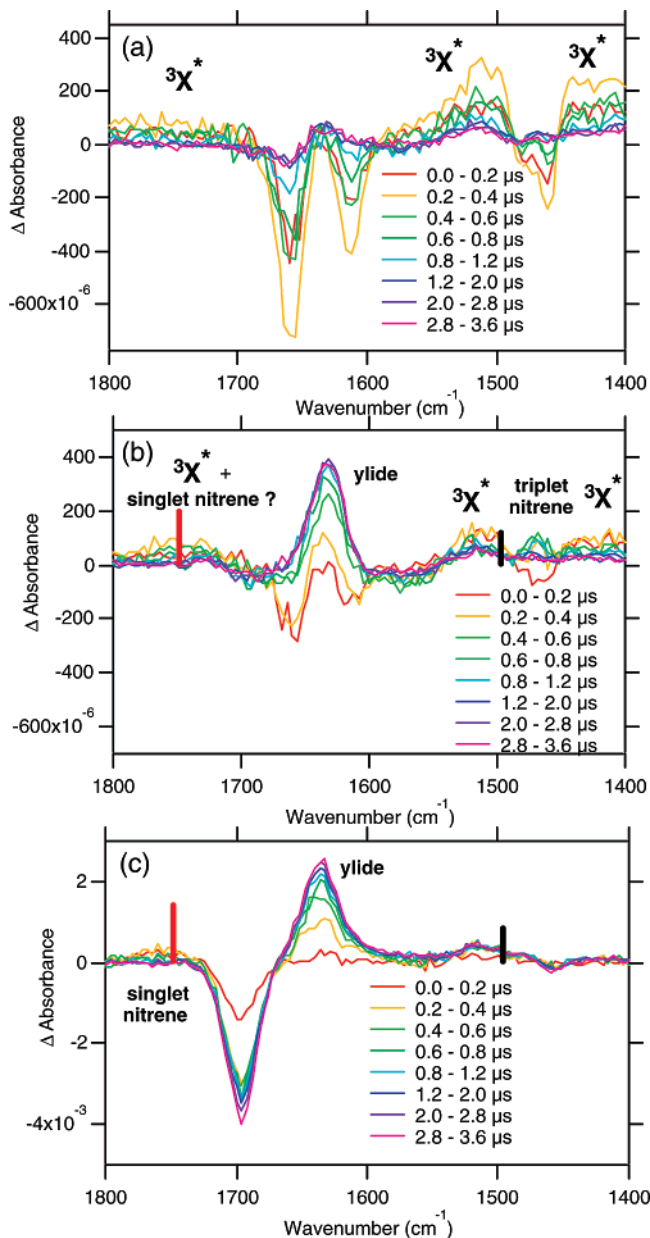 (a)
³X*
³X*
³X*
400
200
0
-200
-400
-600x10⁻⁶
Δ Absorbance
0.0 - 0.2 µs
0.2 - 0.4 µs
0.4 - 0.6 µs
0.6 - 0.8 µs
0.8 - 1.2 µs
1.2 - 2.0 µs
2.0 - 2.8 µs
2.8 - 3.6 µs
1800 1700 1600 1500 1400
Wavenumber (cm⁻¹)
(b)
³X* +
singlet nitrene ?
ylide
³X*
triplet
nitrene
³X*
400
200
0
-200
-400
-600x10⁻⁶
Δ Absorbance
0.0 - 0.2 µs
0.2 - 0.4 µs
0.4 - 0.6 µs
0.6 - 0.8 µs
0.8 - 1.2 µs
1.2 - 2.0 µs
2.0 - 2.8 µs
2.8 - 3.6 µs
1800 1700 1600 1500 1400
Wavenumber (cm⁻¹)
(c)
ylide
singlet
nitrene
2
0
-2
-4x10⁻³
Δ Absorbance
0.0 - 0.2 µs
0.2 - 0.4 µs
0.4 - 0.6 µs
0.6 - 0.8 µs
0.8 - 1.2 µs
1.2 - 2.0 µs
2.0 - 2.8 µs
2.8 - 3.6 µs
1800 1700 1600 1500 1400
Wavenumber (cm⁻¹)